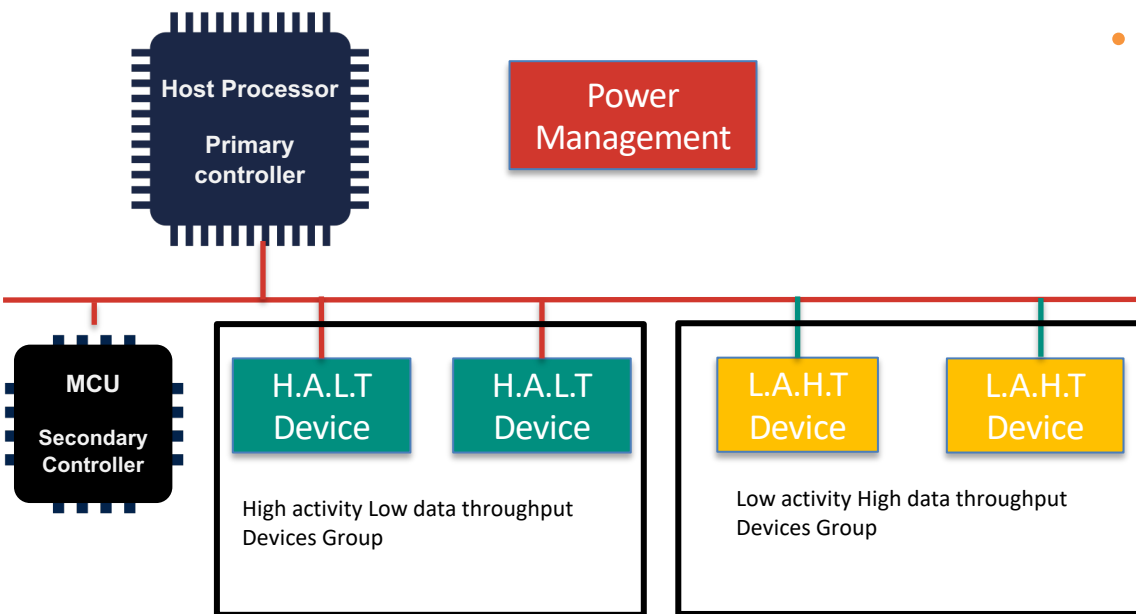 Host Processor
Primary
controller
Power
Management
MCU
Secondary
Controller
H.A.L.T
Device
H.A.L.T
Device
High activity Low data throughput
Devices Group
L.A.H.T
Device
L.A.H.T
Device
Low activity High data throughput
Devices Group